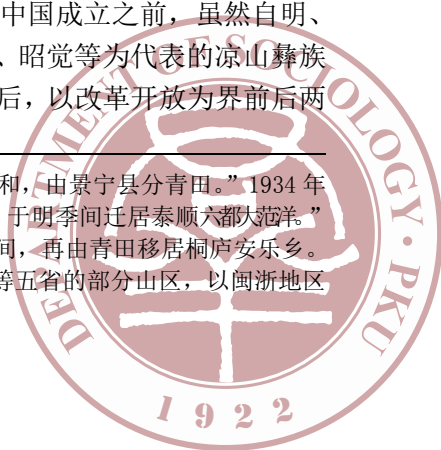 中国成立之前，虽然自明、
、昭觉等为代表的凉山彝族
后，以改革开放为界前后两
和，由景宁县分青田。”1934 年
于明季间迁居泰顺六都大范洋。”
间，再由青田移居桐庐安乐乡。
等五省的部分山区，以闽浙地区
DEPARTMENT OF SOCIOLOGY · PKU
1922